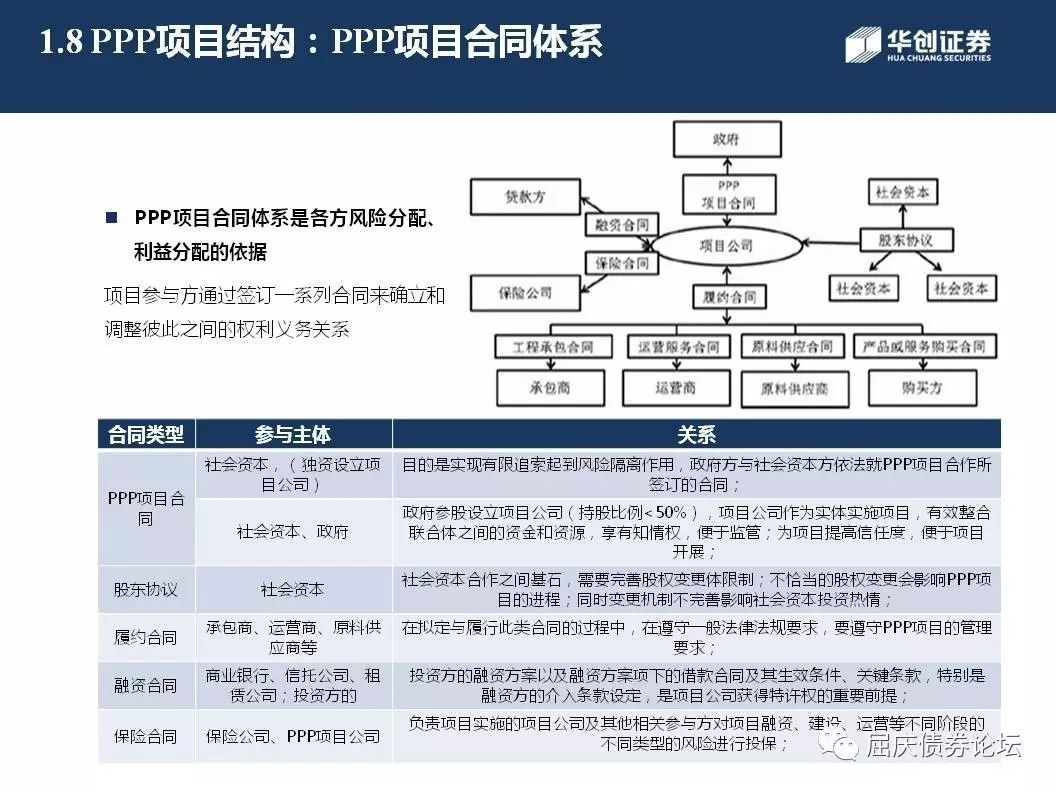 1.8 PPP项目结构：PPP项目合同体系
华创证券
HUA CHUANG SECURITIES
PPP项目合同体系是各方风险分配、
利益分配的依据
项目参与方通过签订一系列合同来确立和
调整彼此之间的权利义务关系
政府
PPP
项目合同
贷款方
融资合同
项目公司
保险合同
保险公司
社会资本
股东协议
社会资本
社会资本
履约合同
工程承包合同
运营服务合同
原料供应合同
产品或服务购买合同
承包商
运营商
原料供应商
购买方
合同类型
参与主体
关系
PPP项目合
同
社会资本，（独资设立项
目公司）
目的是实现有限追索起到风险隔离作用，政府方与社会资本方依法就PPP项目合作所
签订的合同；
社会资本、政府
政府参股设立项目公司（持股比例<50%），项目公司作为实体实施项目，有效整合
联合体之间的资金和资源，享有知情权，便于监管；为项目提高信任度，便于项目
开展；
股东协议
社会资本
社会资本合作之间基石，需要完善股权变更体限制；不恰当的股权变更会影响PPP项
目的进程；同时变更机制不完善影响社会资本投资热情；
履约合同
承包商、运营商、原料供
应商等
在拟定与履行此类合同的过程中，在遵守一般法律法规要求，要遵守PPP项目的管理
要求；
融资合同
商业银行、信托公司、租
赁公司；投资方的
投资方的融资方案以及融资方案项下的借款合同及其生效条件、关键条款，特别是
融资方的介入条款设定，是项目公司获得特许权的重要前提；
保险合同
保险公司、PPP项目公司
负责项目实施的项目公司及其他相关参与方对项目融资、建设、运营等不同阶段的
不同类型的风险进行投保；
屈庆债券论坛